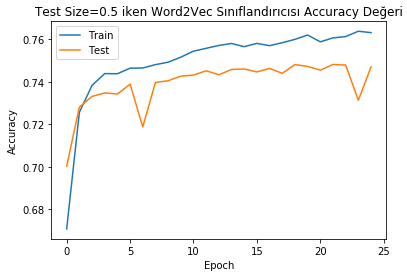 Test Size=0.5 iken Word2Vec Sınıflandırıcısı Accuracy Değeri
Train
Test
0.76
0.74
0.72
0.70
0.68
Accuracy
0
5
10
15
20
25
Epoch